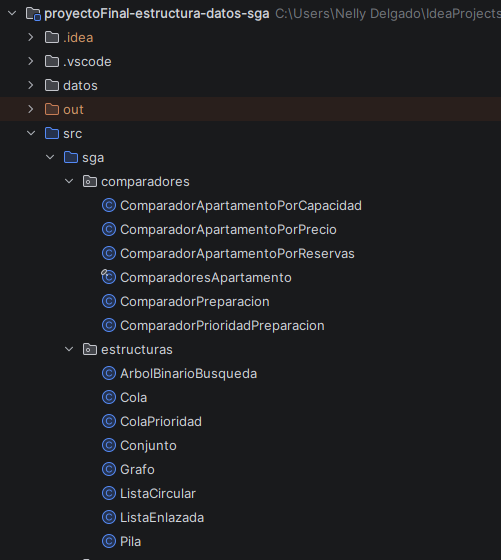 proyectoFinal-estructura-datos-sga C:\Users\Nelly Delgado\IdeaProjects
.idea
.vscode
datos
out
src
sga
comparadores
ComparadorApartamentoPorCapacidad
ComparadorApartamentoPorPrecio
ComparadorApartamentoPorReservas
ComparadoresApartamento
ComparadorPreparacion
ComparadorPrioridadPreparacion
estructuras
ArbolBinarioBusqueda
Cola
ColaPrioridad
Conjunto
Grafo
ListaCircular
ListaEnlazada
Pila